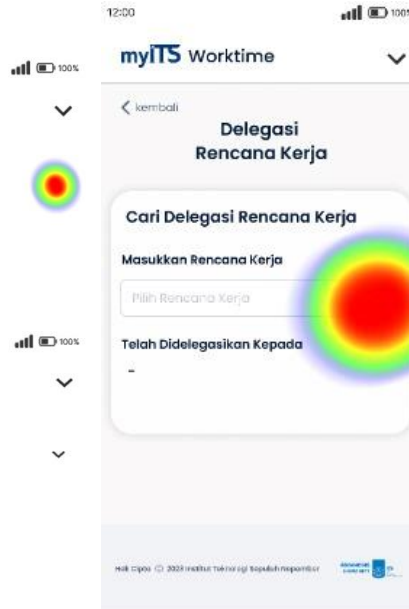 12:00
100%
100%
myITS Worktime
kembali
Delegasi
Rencana Kerja
Cari Delegasi Rencana Kerja
Masukkan Rencana Kerja
Pilih Rencana Kerja
100%
Telah Didelegasikan Kepada
-
Hak Cipta © 2023 Institut Teknologi Sepuluh Nopember